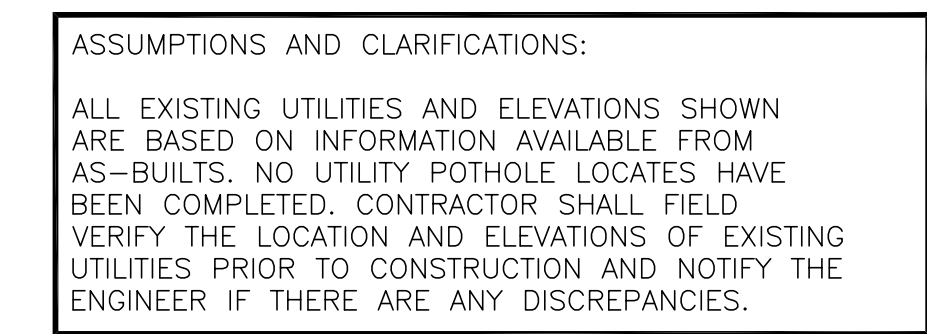 ASSUMPTIONS AND CLARIFICATIONS:
ALL EXISTING UTILITIES AND ELEVATIONS SHOWN
ARE BASED ON INFORMATION AVAILABLE FROM
AS-BUILTS. NO UTILITY POTHOLE LOCATES HAVE
BEEN COMPLETED. CONTRACTOR SHALL FIELD
VERIFY THE LOCATION AND ELEVATIONS OF EXISTING
UTILITIES PRIOR TO CONSTRUCTION AND NOTIFY THE
ENGINEER IF THERE ARE ANY DISCREPANCIES.